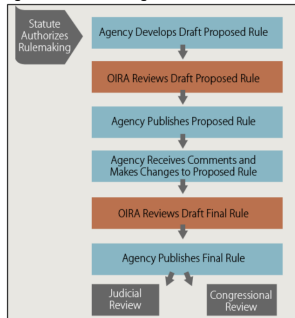 Statute
Authorizes
Rulemaking
Agency Develops Draft Proposed Rule
OIRA Reviews Draft Proposed Rule
Agency Publishes Proposed Rule
Agency Receives Comments and
Makes Changes to Proposed Rule
OIRA Reviews Draft Final Rule
Agency Publishes Final Rule
Judicial
Review
Congressional
Review